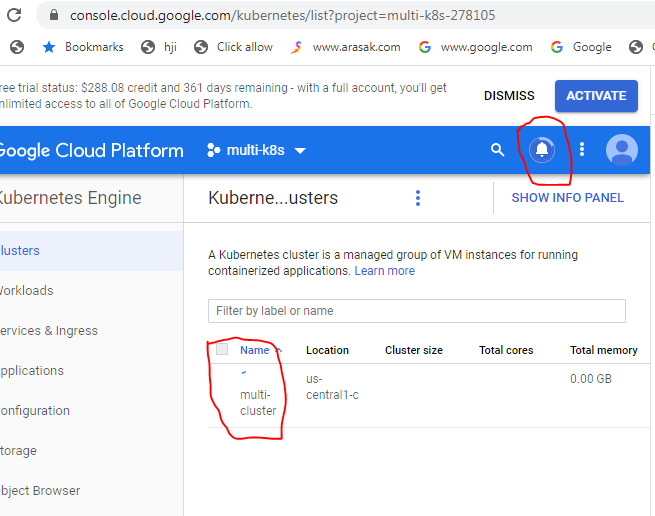 console.cloud.google.com/kubernetes/list?project=multi-k8s-278105
Bookmarks hji Click allow www.arasak.com www.google.com Google C
ree trial status: $288.08 credit and 361 days remaining - with a full account, you'll get
nlimited access to all of Google Cloud Platform.
DISMISS
ACTIVATE
Google Cloud Platform
multi-k8s
Kubernetes Engine
Kuberne...usters
SHOW INFO PANEL
lusters
Workloads
ervices & Ingress
pplications
onfiguration
torage
bject Browser
A Kubernetes cluster is a managed group of VM instances for running
containerized applications. Learn more
Filter by label or name
Name Location Cluster size Total cores Total memory
multi-
cluster
us-
central1-c
0.00 GB